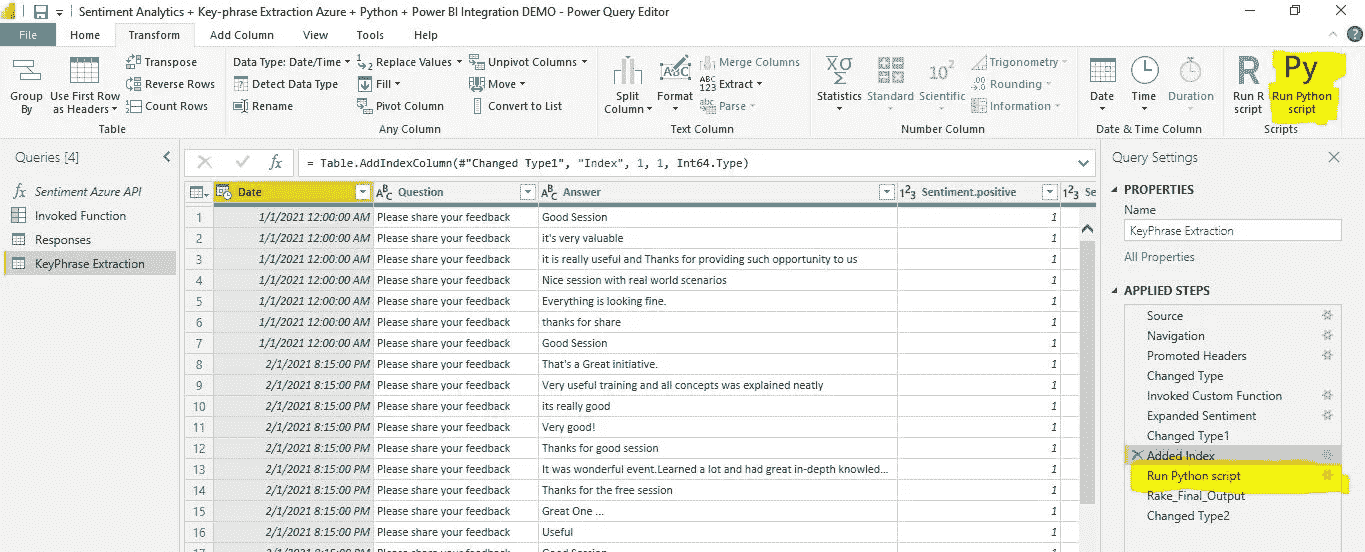 Sentiment Analytics + Key-phrase Extraction Azure + Python + Power BI Integration DEMO - Power Query Editor
File Home Transform Add Column View Tools Help
Group By
Use First Row as Headers
Transpose
Reverse Rows
Count Rows
Table
Data Type: Date/Time
Detect Data Type
Rename
Replace Values
Fill
Pivot Column
Unpivot Columns
Move
Convert to List
Any Column
Split Column
Format
Merge Columns
Extract
Parse
Text Column
Statistics
Standard
Scientific
Trigonometry
Rounding
Information
Number Column
Date
Time
Duration
Date & Time Column
R
Run R script
Py
Run Python script
Scripts
Queries [4]
Sentiment Azure API
Invoked Function
Responses
KeyPhrase Extraction
fx = Table.AddIndexColumn(#"Changed Type1", "Index", 1, 1, Int64.Type)
Date Question Answer Sentiment.positive Se
1 1/1/2021 12:00:00 AM Please share your feedback Good Session 1
2 1/1/2021 12:00:00 AM Please share your feedback it's very valuable 1
3 1/1/2021 12:00:00 AM Please share your feedback it is really useful and Thanks for providing such opportunity to us 1
4 1/1/2021 12:00:00 AM Please share your feedback Nice session with real world scenarios 1
5 1/1/2021 12:00:00 AM Please share your feedback Everything is looking fine. 1
6 1/1/2021 12:00:00 AM Please share your feedback thanks for share 1
7 1/1/2021 12:00:00 AM Please share your feedback Good Session 1
8 2/1/2021 8:15:00 PM Please share your feedback That's a Great initiative. 1
9 2/1/2021 8:15:00 PM Please share your feedback Very useful training and all concepts was explained neatly 1
10 2/1/2021 8:15:00 PM Please share your feedback its really good 1
11 2/1/2021 8:15:00 PM Please share your feedback Very good! 1
12 2/1/2021 8:15:00 PM Please share your feedback Thanks for good session 1
13 2/1/2021 8:15:00 PM Please share your feedback It was wonderful event.Learned a lot and had great in-depth knowled... 1
14 2/1/2021 8:15:00 PM Please share your feedback Thanks for the free session 1
15 2/1/2021 8:15:00 PM Please share your feedback Great One ... 1
16 2/1/2021 8:15:00 PM Please share your feedback Useful 1
Query Settings
PROPERTIES
Name
KeyPhrase Extraction
All Properties
APPLIED STEPS
Source
Navigation
Promoted Headers
Changed Type
Invoked Custom Function
Expanded Sentiment
Changed Type1
Added Index
Run Python script
Rake_Final_Output
Changed Type2